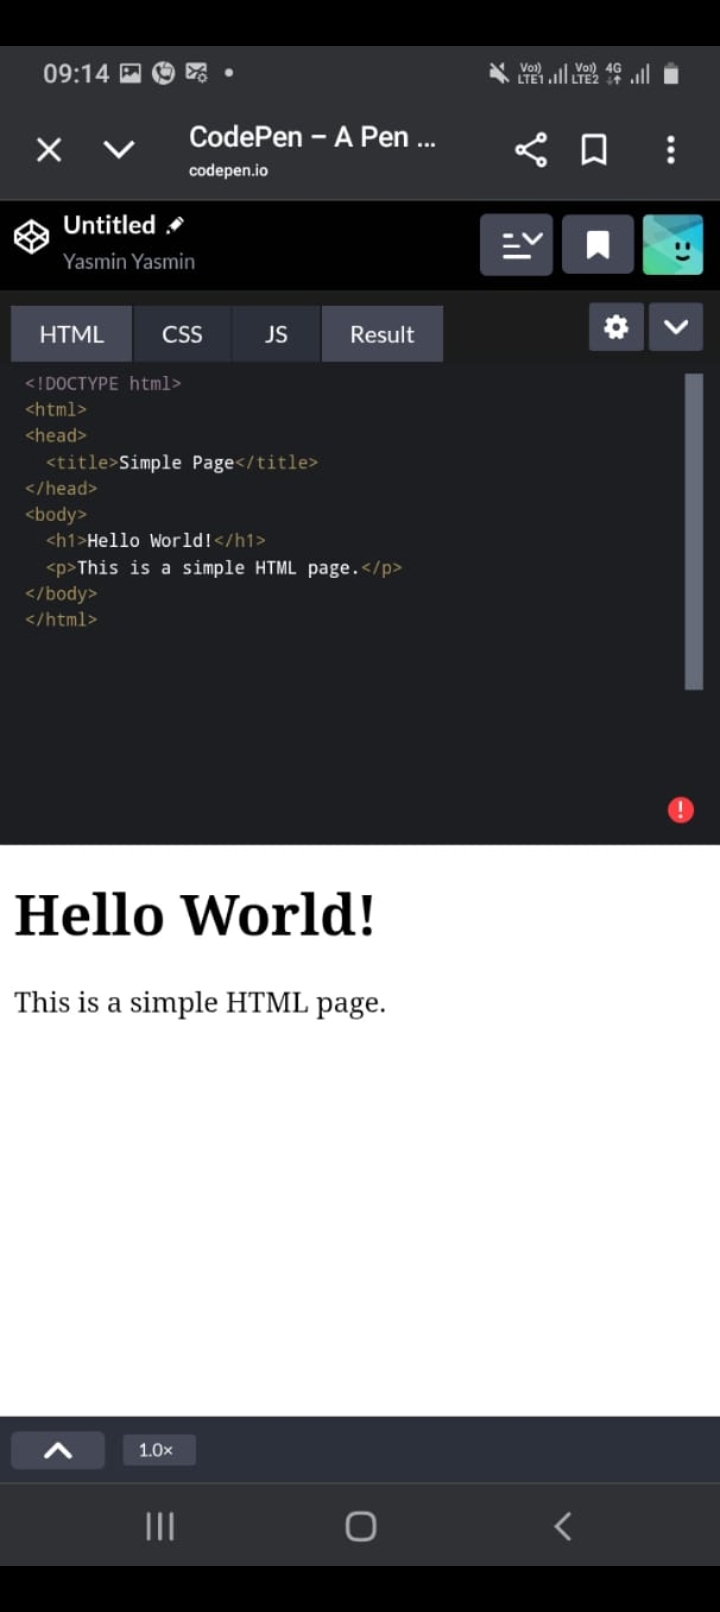 09:14
Vo)) LTE1 Vo)) LTE2 4G
CodePen – A Pen ...
codepen.io
Untitled
Yasmin Yasmin
HTML CSS JS Result
<!DOCTYPE html>
<html>
<head>
<title>Simple Page</title>
</head>
<body>
<h1>Hello World!</h1>
<p>This is a simple HTML page.</p>
</body>
</html>
Hello World!
This is a simple HTML page.
1.0×